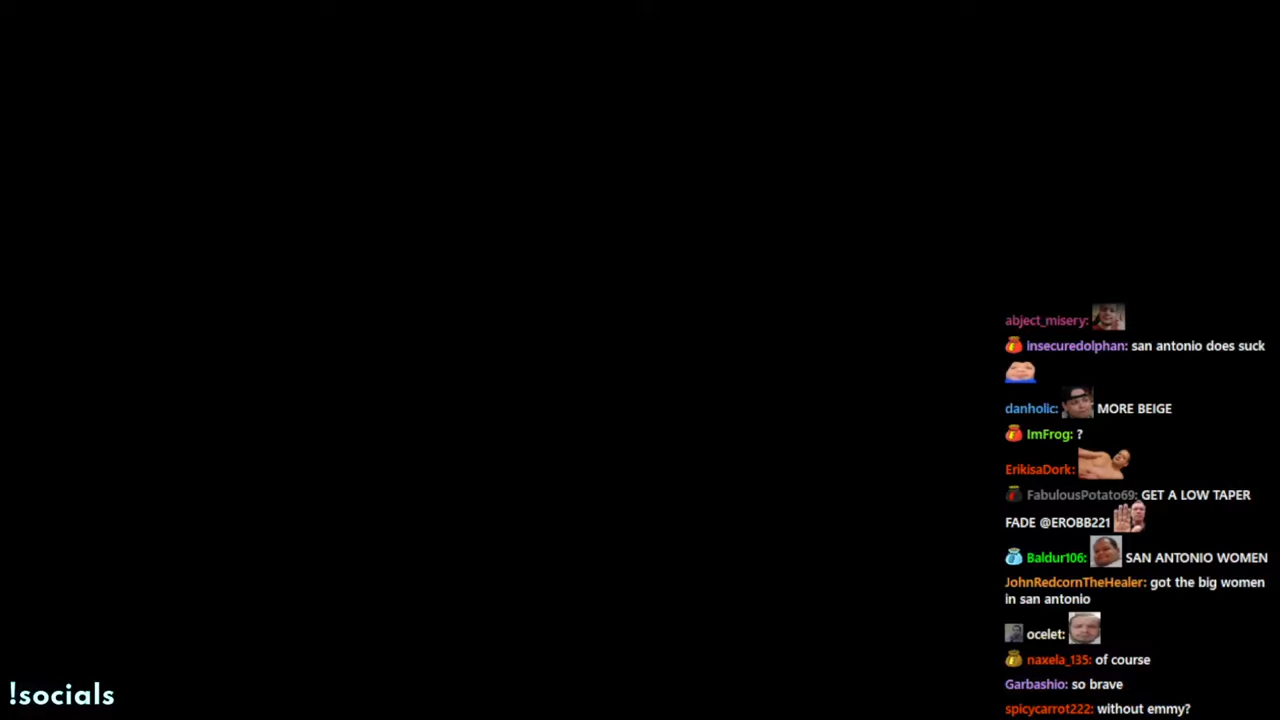 abject_misery:
insecuredolphan: san antonio does suck
danholic: MORE BEIGE
ImFrog: ?
ErikisaDork:
FabulousPotato69: GET A LOW TAPER
FADE @EROBB221
Baldur106: SAN ANTONIO WOMEN
JohnRedcornTheHealer: got the big women
in san antonio
ocelet:
naxela_135: of course
Garbashio: so brave
spicycarrot222: without emmy?
!socials